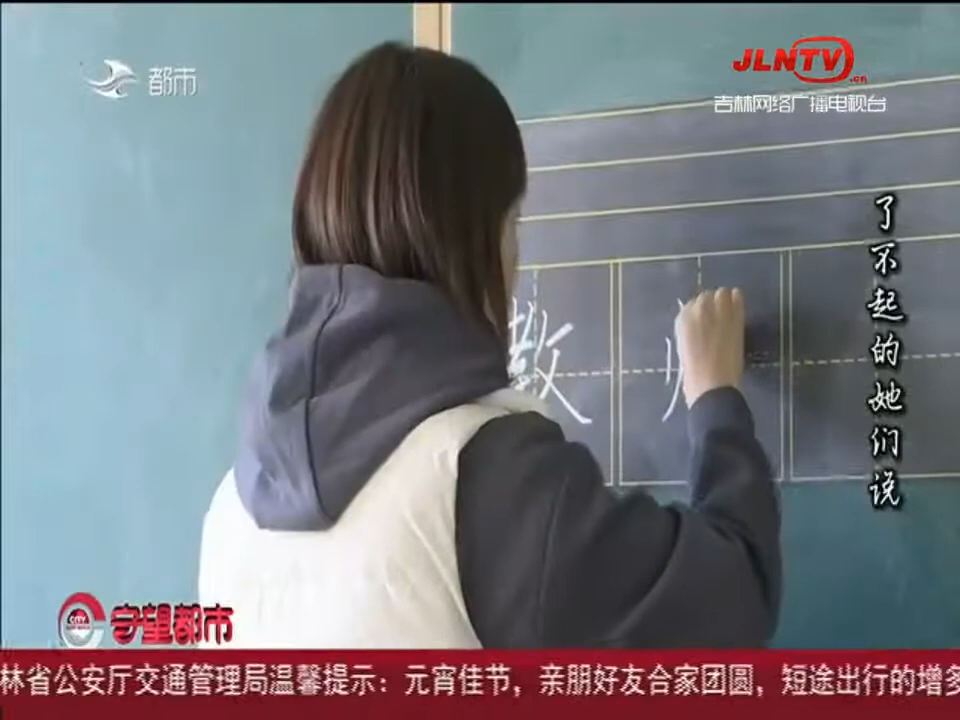 都市
JLNTV.cn
吉林网络广播电视台
了不起的她们说
教
守望都市
林省公安厅交通管理局温馨提示：元宵佳节，亲朋好友合家团圆，短途出行的增多